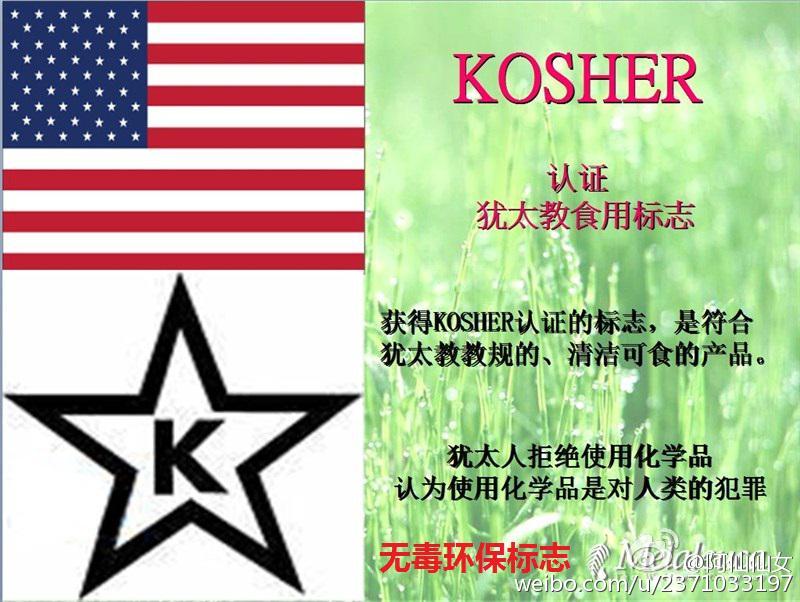 KOSHER
认证
犹太教食用标志
获得KOSHER认证的标志，是符合
犹太教教规的、清洁可食的产品。
K
犹太人拒绝使用化学品
认为使用化学品是对人类的犯罪
无毒环保标志
@阿仙仙女
weibo.com/u/2371033197